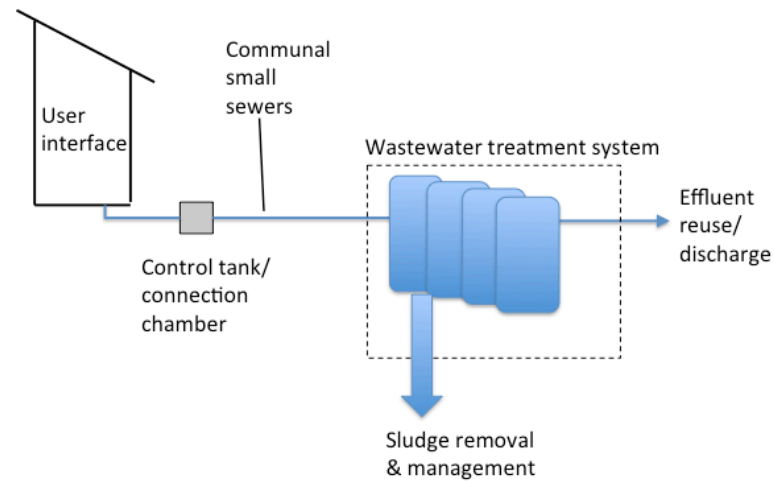 User
interface
Communal
small
sewers
Control tank/
connection
chamber
Wastewater treatment system
Effluent
reuse/
discharge
Sludge removal
& management